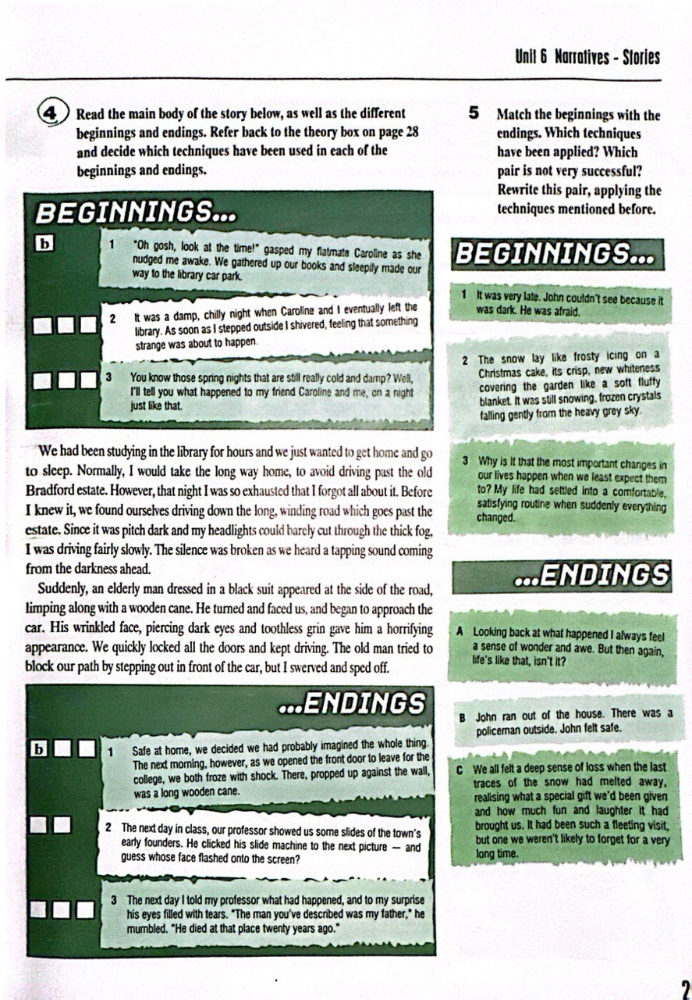 Unit 6 Narratives - Stories
4 Read the main body of the story below, as well as the different
beginnings and endings. Refer back to the theory box on page 28
and decide which techniques have been used in each of the
beginnings and endings.
BEGINNINGS...
b
1 "Oh gosh, look at the time!" gasped my flatmate Caroline as she
nudged me awake. We gathered up our books and sleepily made our
way to the library car park.
2 It was a damp, chilly night when Caroline and I eventually left the
library. As soon as I stepped outside I shivered, feeling that something
strange was about to happen.
3 You know those spring nights that are still really cold and damp? Well,
I'll tell you what happened to my friend Caroline and me, on a night
just like that.
We had been studying in the library for hours and we just wanted to get home and go
to sleep. Normally, I would take the long way home, to avoid driving past the old
Bradford estate. However, that night I was so exhausted that I forgot all about it. Before
I knew it, we found ourselves driving down the long, winding road which goes past the
estate. Since it was pitch dark and my headlights could barely cut through the thick fog,
I was driving fairly slowly. The silence was broken as we heard a tapping sound coming
from the darkness ahead.
Suddenly, an elderly man dressed in a black suit appeared at the side of the road,
limping along with a wooden cane. He turned and faced us, and began to approach the
car. His wrinkled face, piercing dark eyes and toothless grin gave him a horrifying
appearance. We quickly locked all the doors and kept driving. The old man tried to
block our path by stepping out in front of the car, but I swerved and sped off.
...ENDINGS
b
1 Safe at home, we decided we had probably imagined the whole thing.
The next morning, however, as we opened the front door to leave for the
college, we both froze with shock. There, propped up against the wall,
was a long wooden cane.
2 The next day in class, our professor showed us some slides of the town's
early founders. He clicked his slide machine to the next picture — and
guess whose face flashed onto the screen?
3 The next day I told my professor what had happened, and to my surprise
his eyes filled with tears. "The man you've described was my father," he
mumbled. "He died at that place twenty years ago."
5 Match the beginnings with the
endings. Which techniques
have been applied? Which
pair is not very successful?
Rewrite this pair, applying the
techniques mentioned before.
BEGINNINGS...
1 It was very late. John couldn't see because it
was dark. He was afraid.
2 The snow lay like frosty icing on a
Christmas cake, its crisp, new whiteness
covering the garden like a soft fluffy
blanket. It was still snowing, frozen crystals
falling gently from the heavy grey sky.
3 Why is it that the most important changes in
our lives happen when we least expect them
to? My life had settled into a comfortable,
satisfying routine when suddenly everything
changed.
...ENDINGS
A Looking back at what happened I always feel
a sense of wonder and awe. But then again,
life's like that, isn't it?
B John ran out of the house. There was a
policeman outside. John felt safe.
C We all felt a deep sense of loss when the last
traces of the snow had melted away,
realising what a special gift we'd been given
and how much fun and laughter it had
brought us. It had been such a fleeting visit,
but one we weren't likely to forget for a very
long time.
2